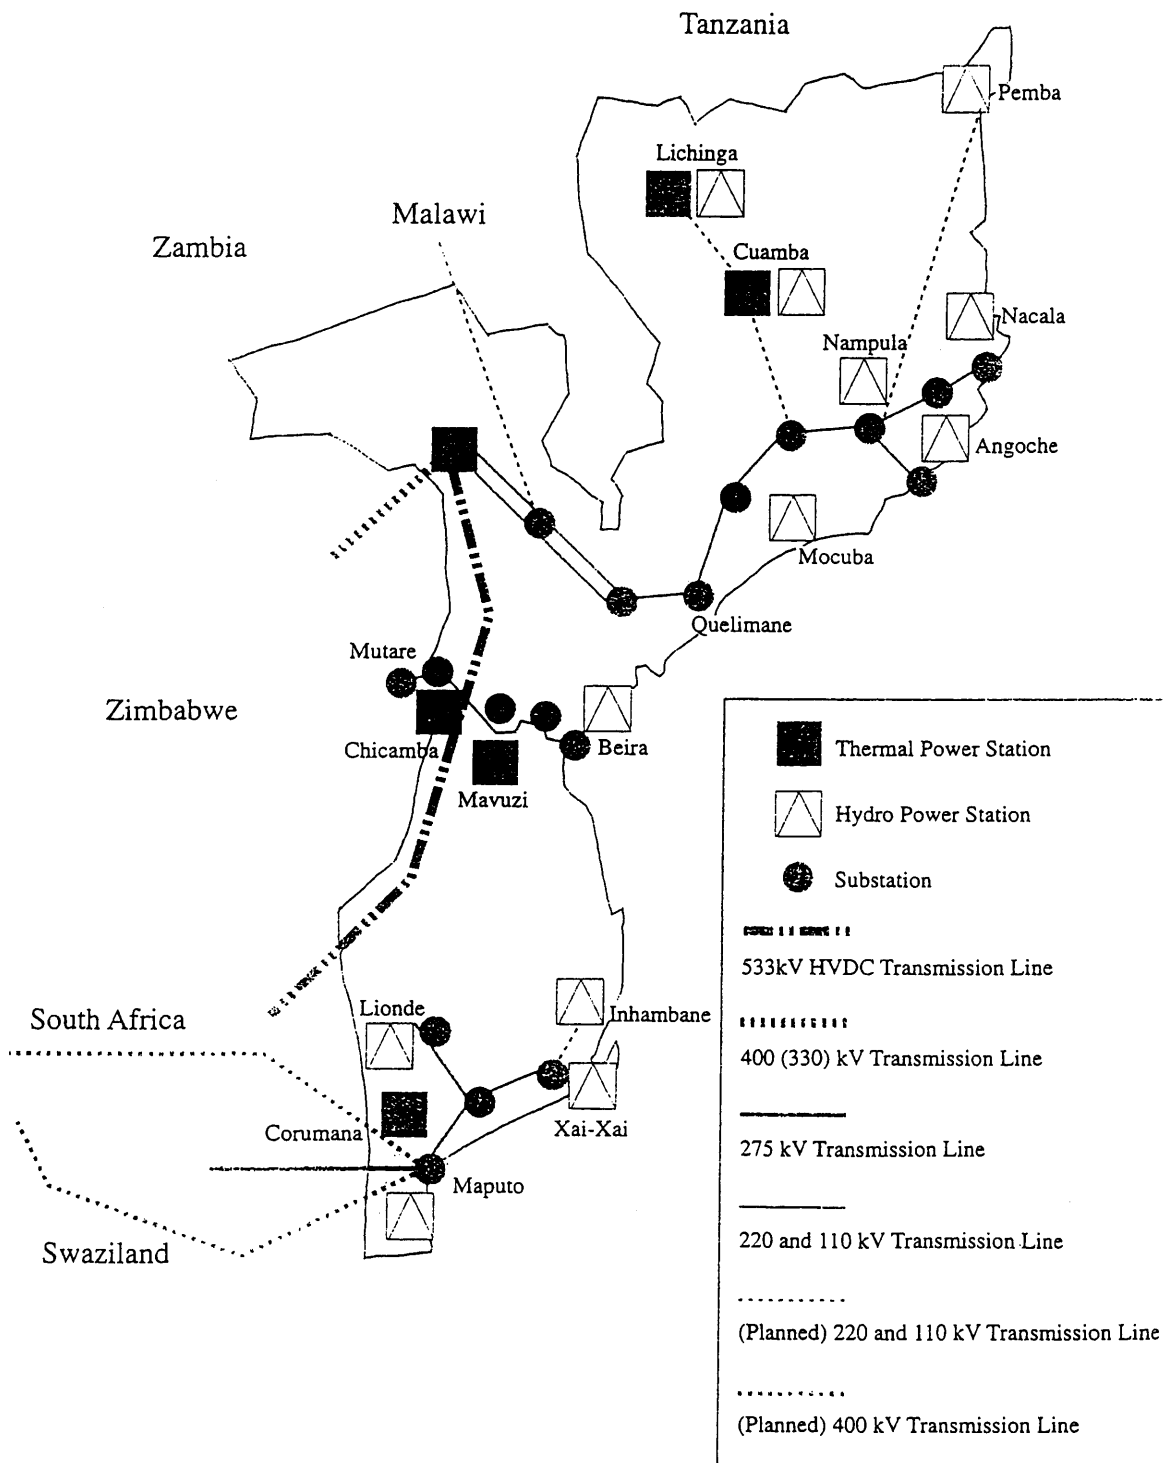 Tanzania
Pemba
Lichinga
Malawi
Zambia
Cuamba
Nacala
Nampula
Angoche
Mocuba
Quelimane
Mutare
Zimbabwe
Chicamba
Beira
Mavuzi
Lionde
Inhambane
South Africa
Corumana
Xai-Xai
Maputo
Swaziland
Thermal Power Station
Hydro Power Station
Substation
533kV HVDC Transmission Line
400 (330) kV Transmission Line
275 kV Transmission Line
220 and 110 kV Transmission Line
(Planned) 220 and 110 kV Transmission Line
(Planned) 400 kV Transmission Line